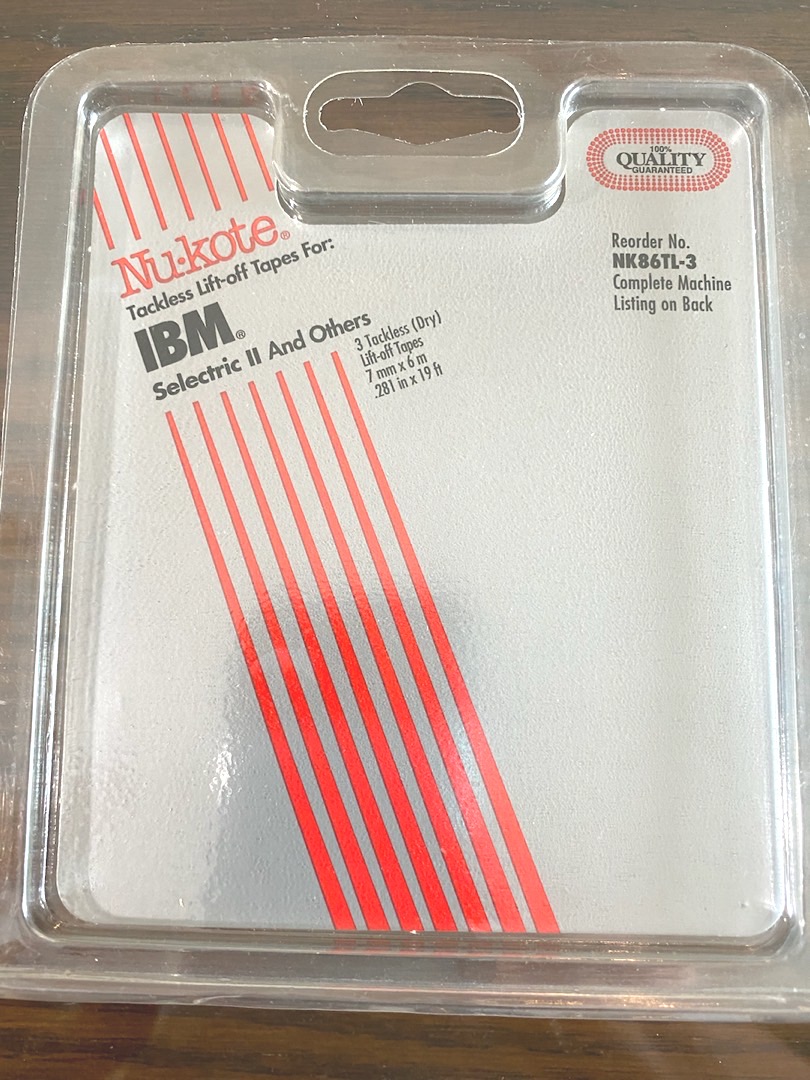 100%
QUALITY
GUARANTEED
Nu·kote®
Tackless Lift-off Tapes For:
IBM®
Selectric II And Others
3 Tackless (Dry)
Lift-off Tapes
7 mm x 6 m
.281 in x 19 ft
Reorder No.
NK86TL-3
Complete Machine
Listing on Back